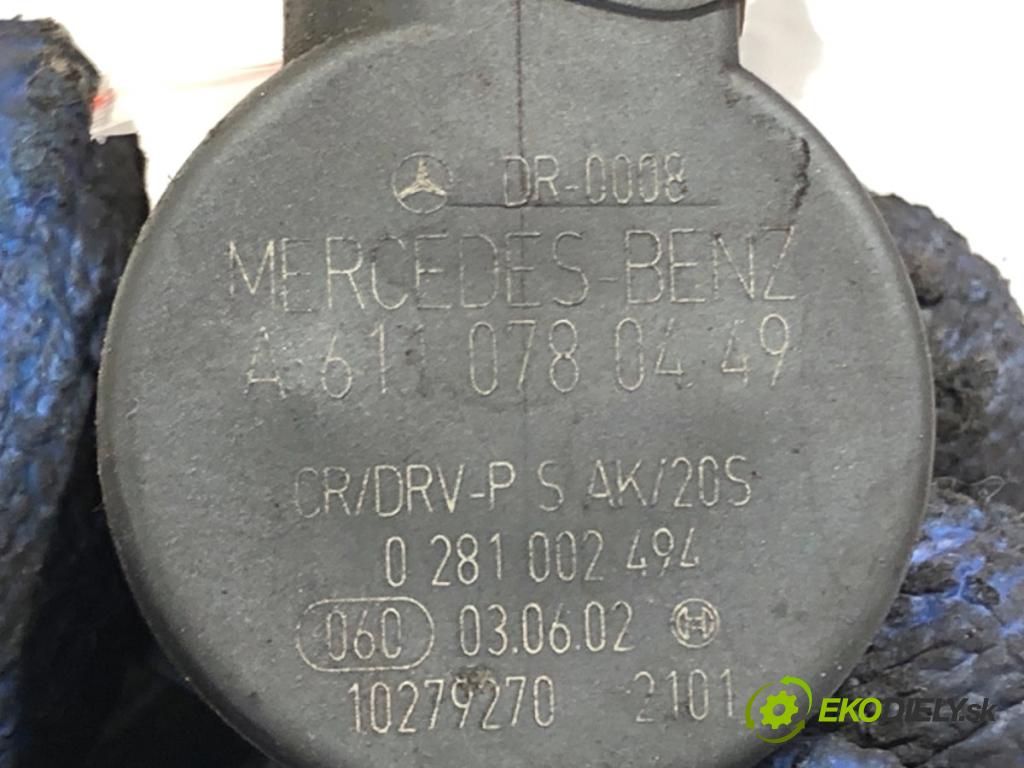 DR-0008
MERCEDES-BENZ
A 611 078 04 49
CR/DRV-P S AK/20S
0 281 002 494
060 03.06.02
10279270 2101
EKODIELY.sk